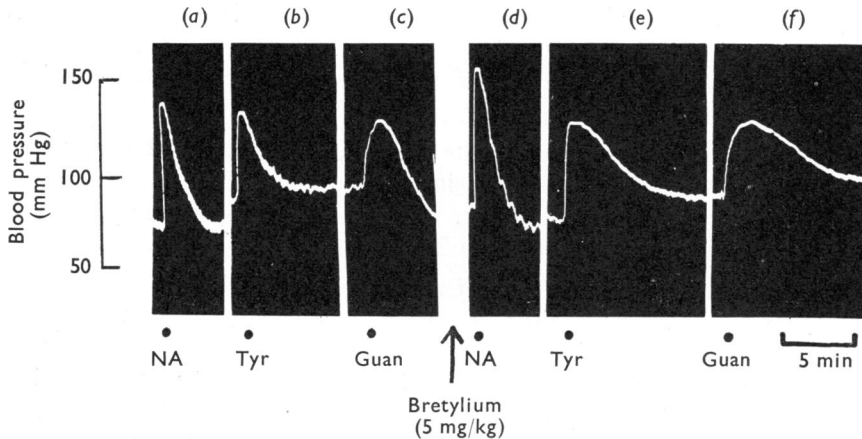 (a) (b) (c) (d) (e) (f)
Blood pressure
(mm Hg)
150
100
50
NA Tyr Guan NA Tyr Guan 5 min
Bretylium
(5 mg/kg)